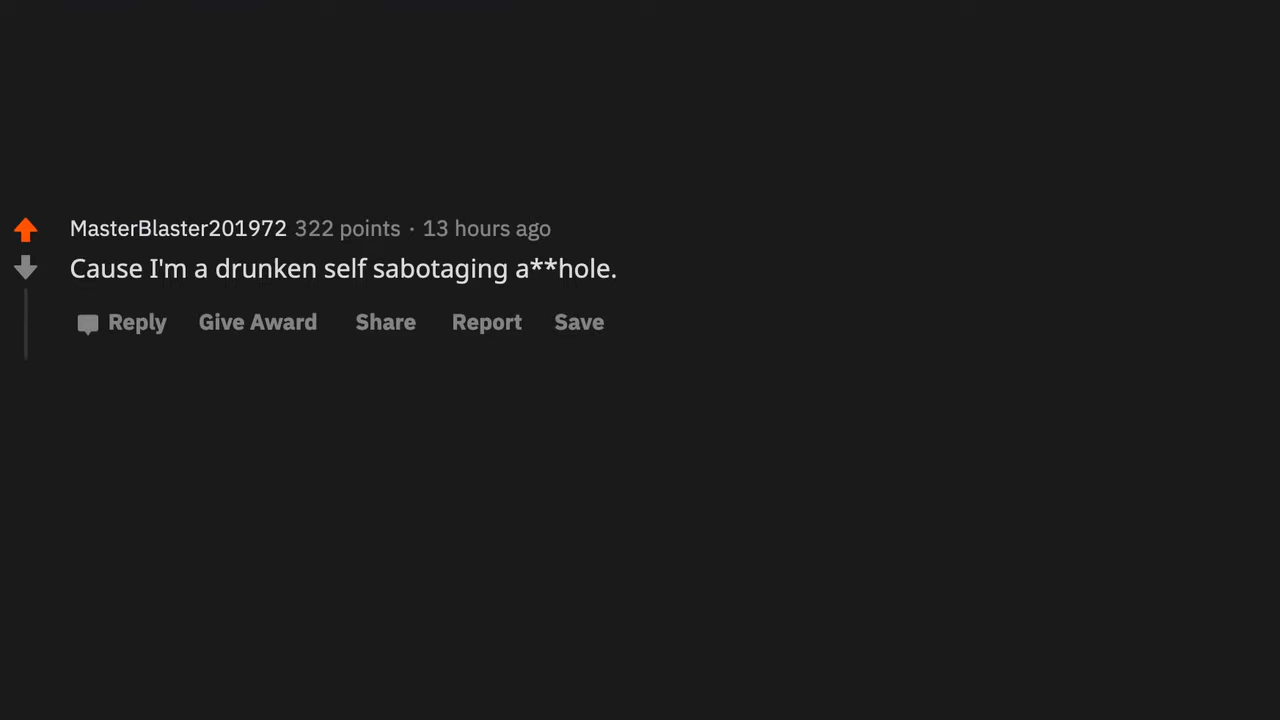 MasterBlaster201972 322 points · 13 hours ago
Cause I'm a drunken self sabotaging a**hole.
Reply Give Award Share Report Save